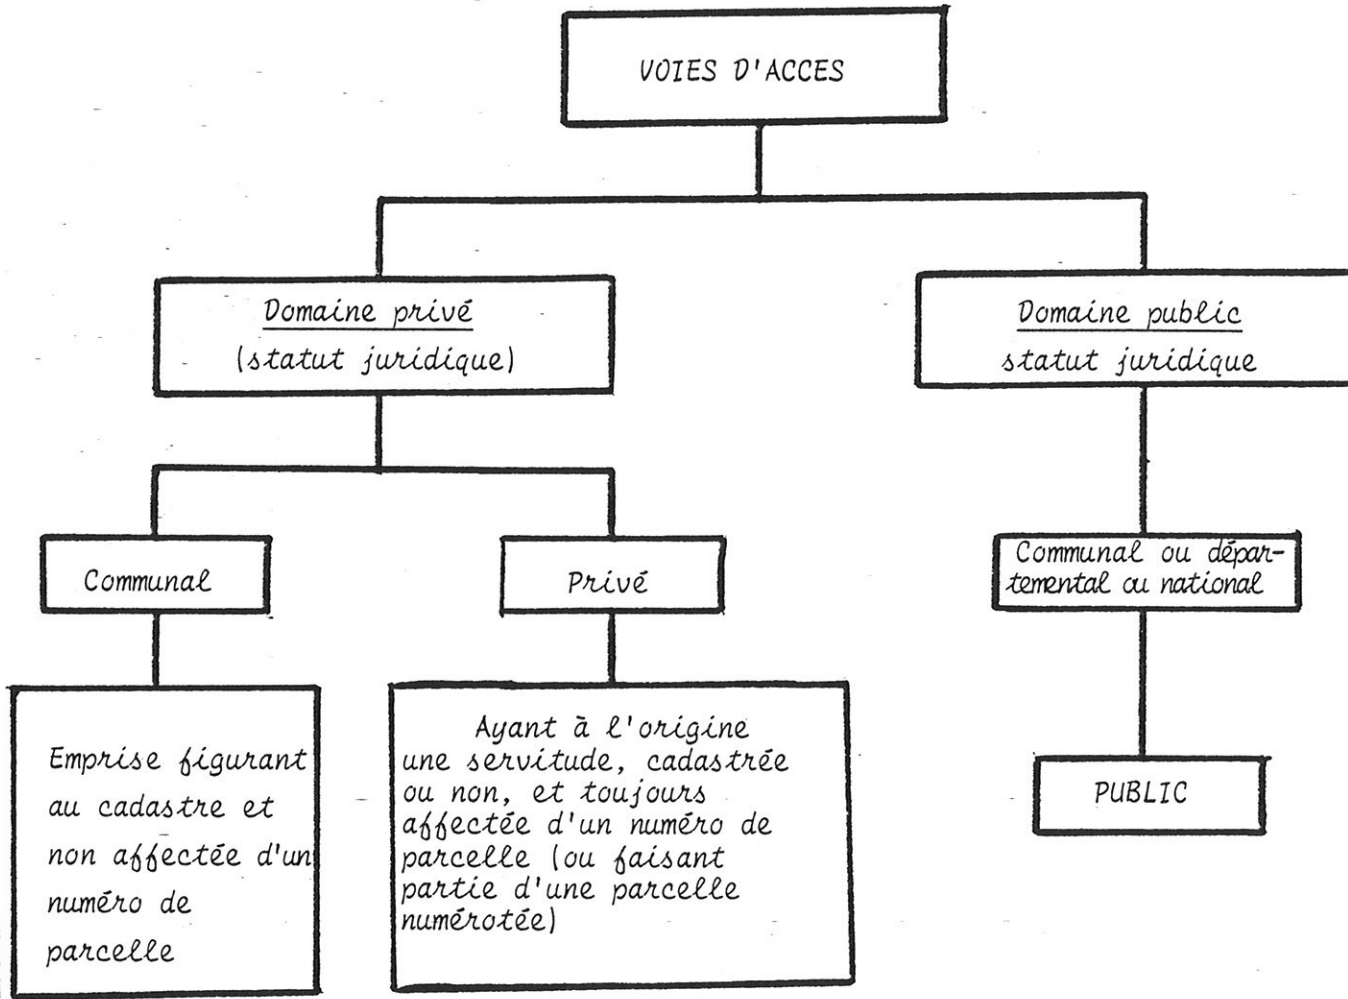 VOIES D'ACCES
Domaine privé
(statut juridique)
Domaine public
statut juridique
Communal
Privé
Communal ou dépar-
temental ou national
Emprise figurant
au cadastre et
non affectée d'un
numéro de
parcelle
Ayant à l'origine
une servitude, cadastrée
ou non, et toujours
affectée d'un numéro de
parcelle (ou faisant
partie d'une parcelle
numérotée)
PUBLIC